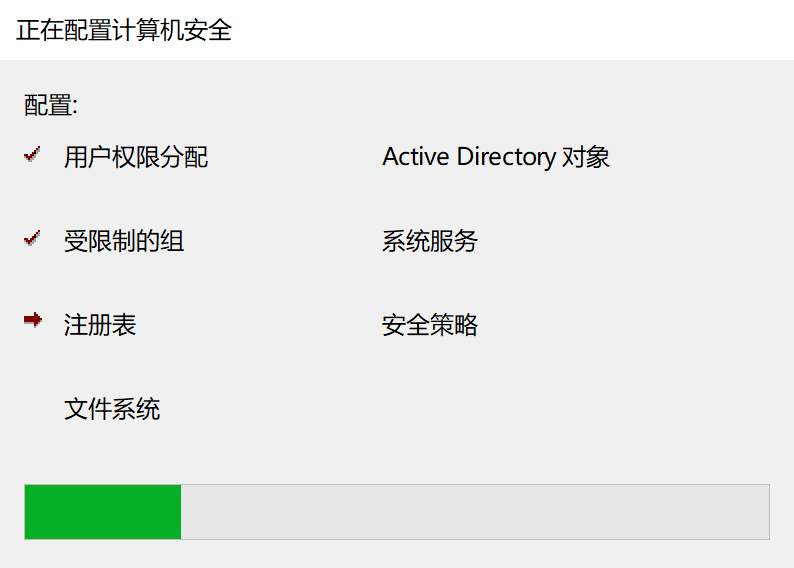 正在配置计算机安全
配置:
用户权限分配
Active Directory 对象
受限制的组
系统服务
注册表
安全策略
文件系统